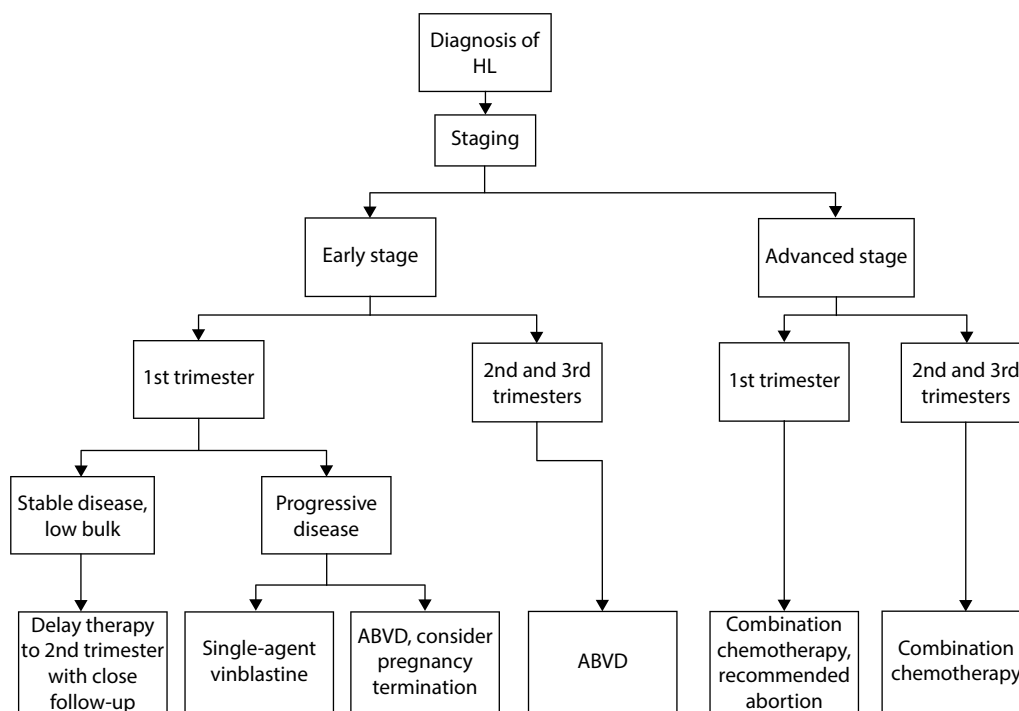 Diagnosis of
HL
Staging
Early stage
Advanced stage
1st trimester
2nd and 3rd
trimesters
1st trimester
2nd and 3rd
trimesters
Stable disease,
low bulk
Progressive
disease
Delay therapy
to 2nd trimester
with close
follow-up
Single-agent
vinblastine
ABVD, consider
pregnancy
termination
ABVD
Combination
chemotherapy,
recommended
abortion
Combination
chemotherapy